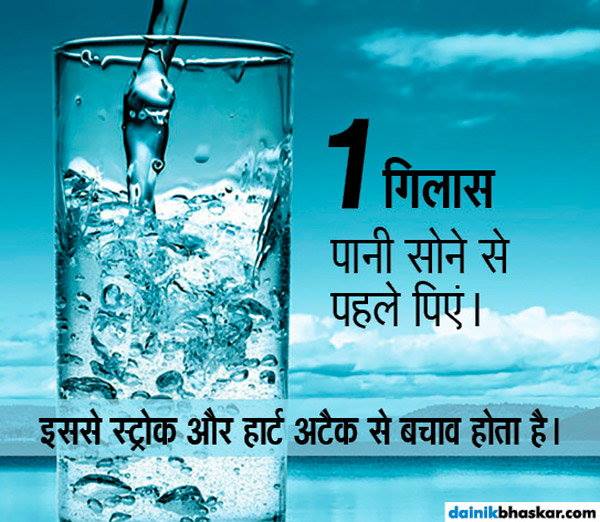 1 गिलास
पानी सोने से
पहले पिएं।
इससे स्ट्रोक और हार्ट अटैक से बचाव होता है।
dainikbhaskar.com